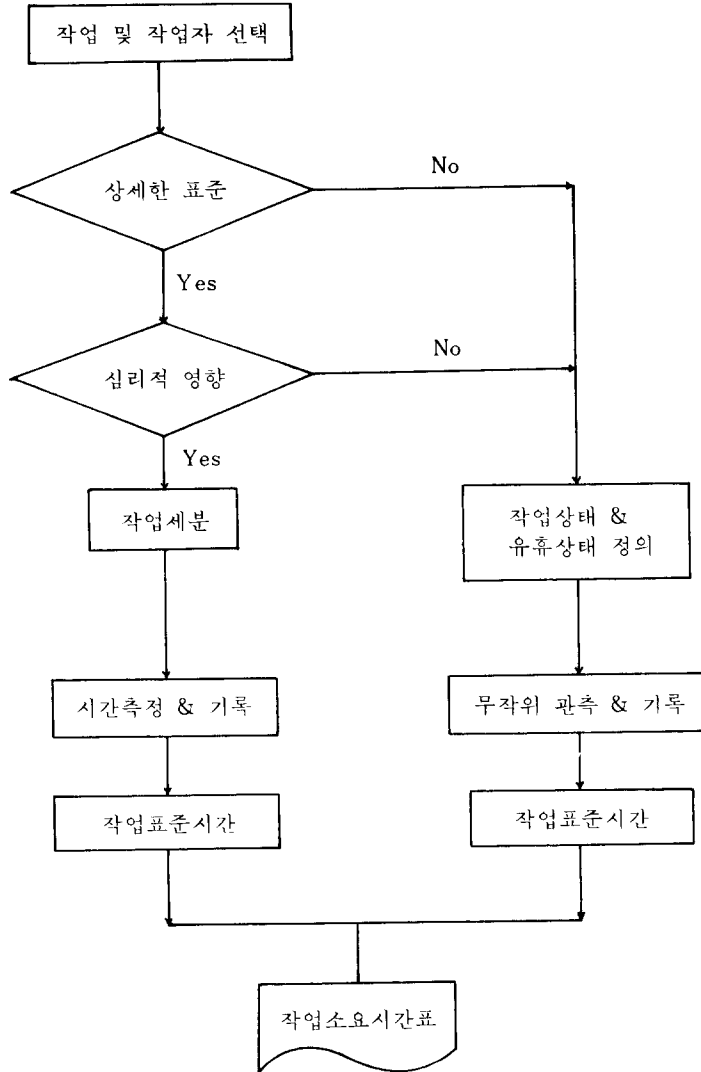 작업 및 작업자 선택
상세한 표준
No
Yes
심리적 영향
No
Yes
작업세분
작업상태 &
유휴상태 정의
시간측정 & 기록
무작위 관측 & 기록
작업표준시간
작업표준시간
작업소요시간표